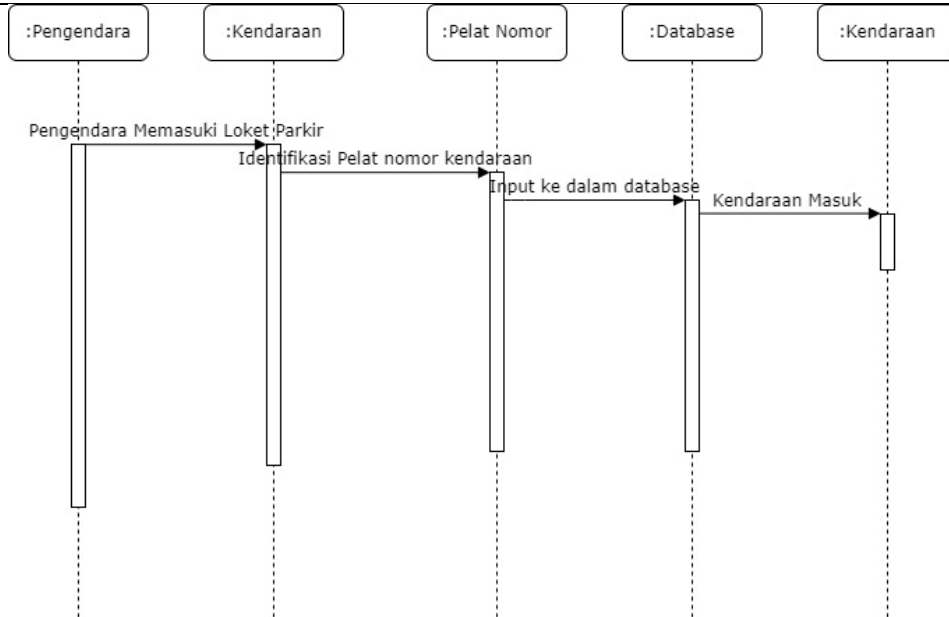 :Pengendara
:Kendaraan
:Pelat Nomor
:Database
:Kendaraan
Pengendara Memasuki Loket Parkir
Identifikasi Pelat nomor kendaraan
Input ke dalam database
Kendaraan Masuk